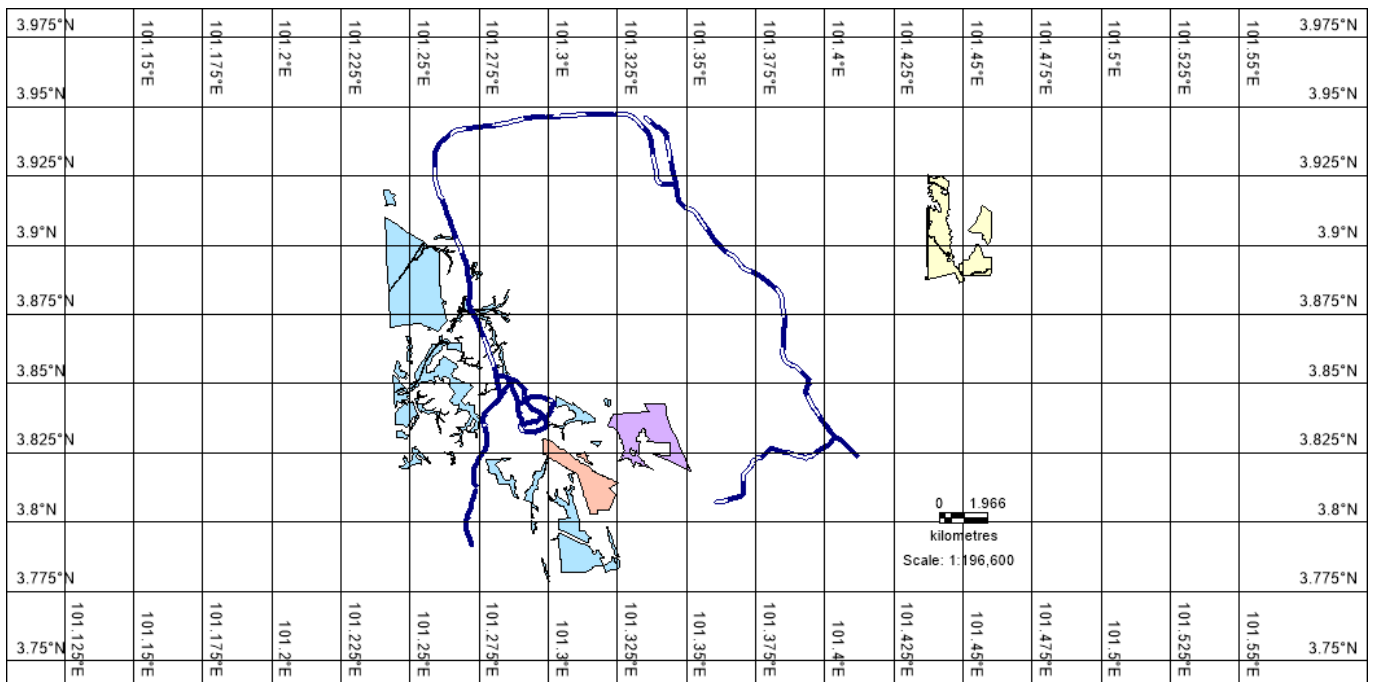 3.975°N
101.125°E
101.15°E
101.175°E
101.2°E
101.225°E
101.25°E
101.275°E
101.3°E
101.325°E
101.35°E
101.375°E
101.4°E
101.425°E
101.45°E
101.475°E
101.5°E
101.525°E
101.55°E
3.975°N
3.95°N
3.95°N
3.925°N
3.925°N
3.9°N
3.9°N
3.875°N
3.875°N
3.85°N
3.85°N
3.825°N
3.825°N
3.8°N
3.8°N
0 1.966
kilometres
Scale: 1:196,600
3.775°N
3.775°N
3.75°N
101.125°E
101.15°E
101.175°E
101.2°E
101.225°E
101.25°E
101.275°E
101.3°E
101.325°E
101.35°E
101.375°E
101.4°E
101.425°E
101.45°E
101.475°E
101.5°E
101.525°E
101.55°E
3.75°N